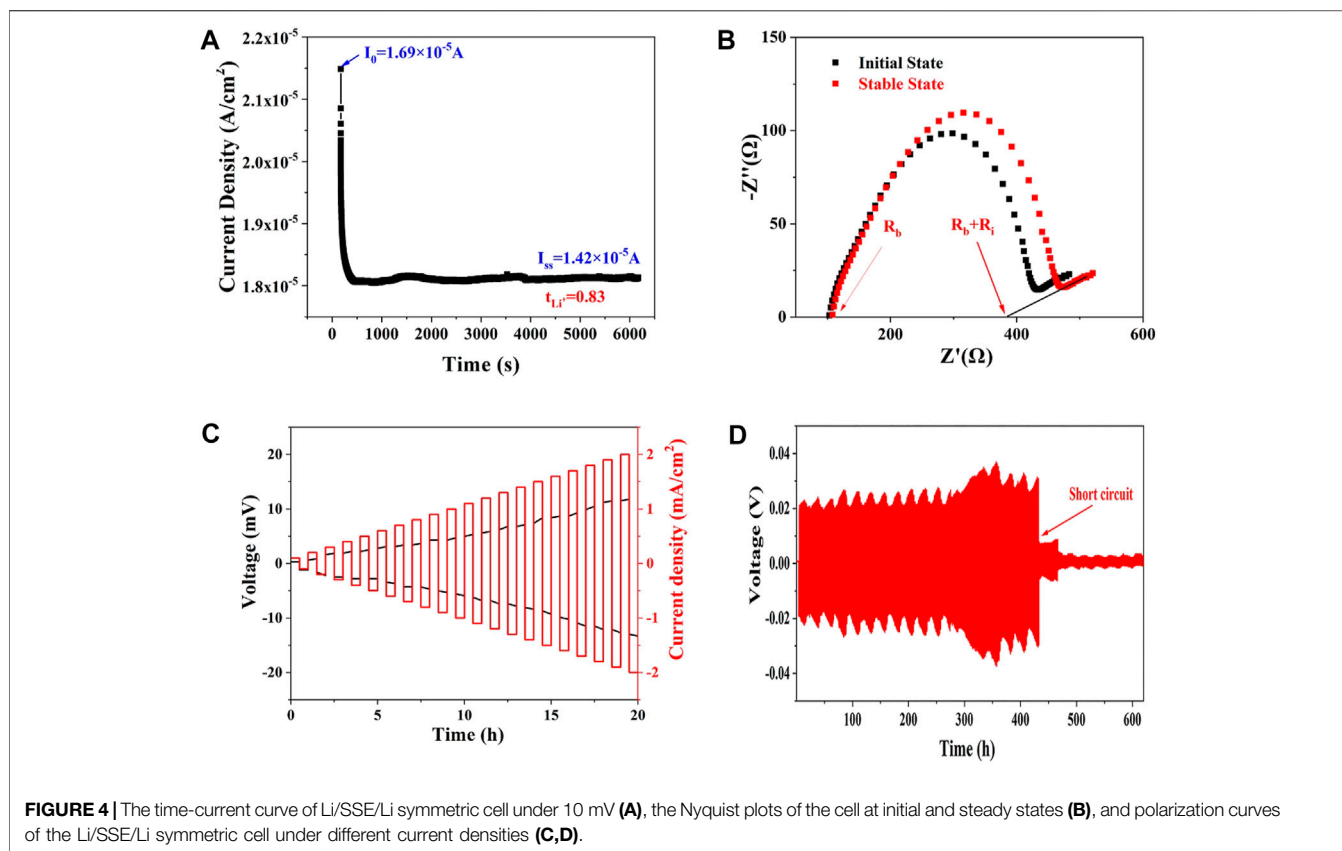 A
2.2x10⁻⁵
2.1x10⁻⁵
2.0x10⁻⁵
1.9x10⁻⁵
1.8x10⁻⁵
Current Density (A/cm²)
I₀=1.69×10⁻⁵A
Iss=1.42×10⁻⁵A
t_Li⁺=0.83
0 1000 2000 3000 4000 5000 6000
Time (s)
B
150
100
50
0
-Z''(Ω)
Initial State
Stable State
R_b
R_b+R_i
200 400 600
Z'(Ω)
C
20
10
0
-10
-20
Voltage (mV)
2
1
0
-1
-2
Current density (mA/cm²)
0 5 10 15 20
Time (h)
D
0.04
0.02
0.00
-0.02
-0.04
Voltage (V)
Short circuit
100 200 300 400 500 600
Time (h)
FIGURE 4 | The time-current curve of Li/SSE/Li symmetric cell under 10 mV (A), the Nyquist plots of the cell at initial and steady states (B), and polarization curves
of the Li/SSE/Li symmetric cell under different current densities (C,D).